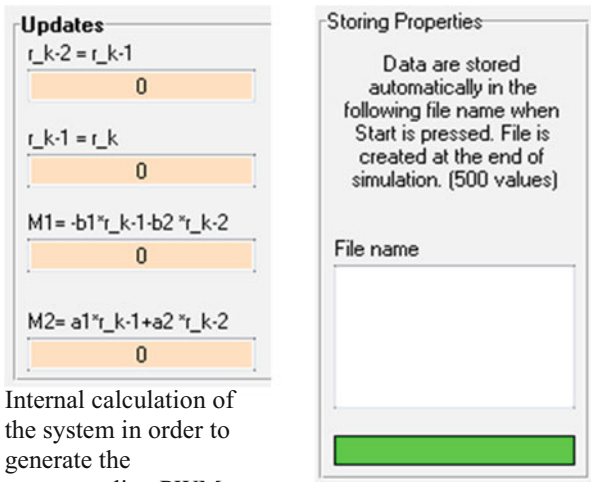 Updates
r_k-2 = r_k-1
0
r_k-1 = r_k
0
M1= -b1*r_k-1-b2 *r_k-2
0
M2= a1*r_k-1+a2 *r_k-2
0
Internal calculation of
the system in order to
generate the
Storing Properties
Data are stored
automatically in the
following file name when
Start is pressed. File is
created at the end of
simulation. (500 values)
File name